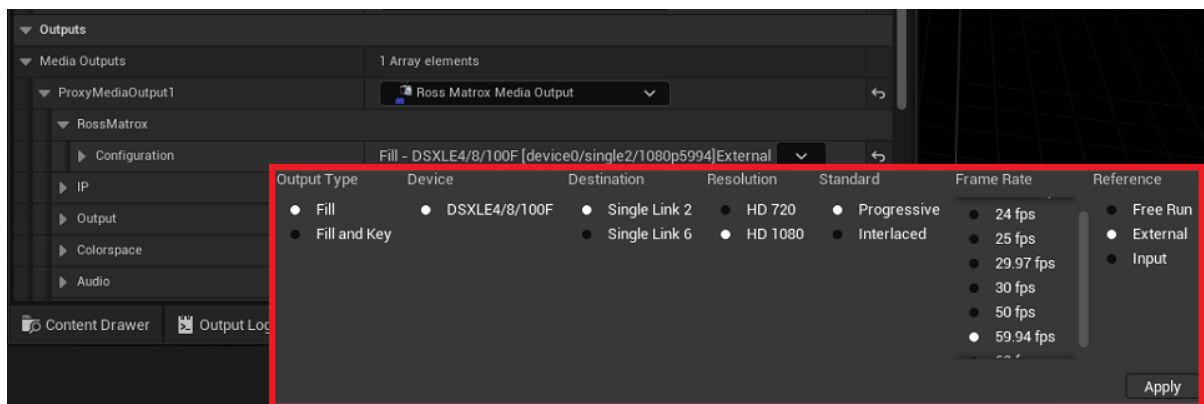 Outputs
Media Outputs 1 Array elements
ProxyMediaOutput1 Ross Matrox Media Output
RossMatrox
Configuration Fill - DSXLE4/8/100F [device0/single2/1080p5994]External
IP
Output
Colorspace
Audio
Content Drawer Output Log
Output Type Device Destination Resolution Standard Frame Rate Reference
Fill DSXLE4/8/100F Single Link 2 HD 720 Progressive 24 fps Free Run
Fill and Key Single Link 6 HD 1080 Interlaced 25 fps External
29.97 fps Input
30 fps
50 fps
59.94 fps
Apply